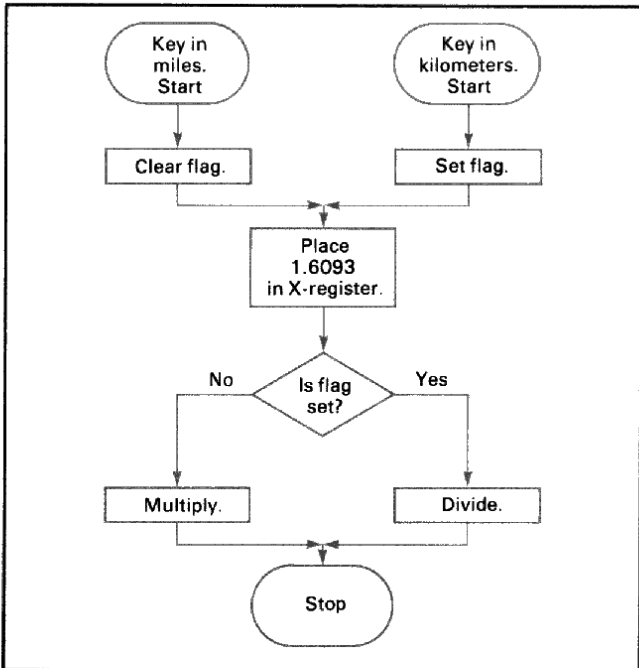 Key in
miles.
Start
Key in
kilometers.
Start
Clear flag.
Set flag.
Place
1.6093
in X-register.
No
Is flag
set?
Yes
Multiply.
Divide.
Stop